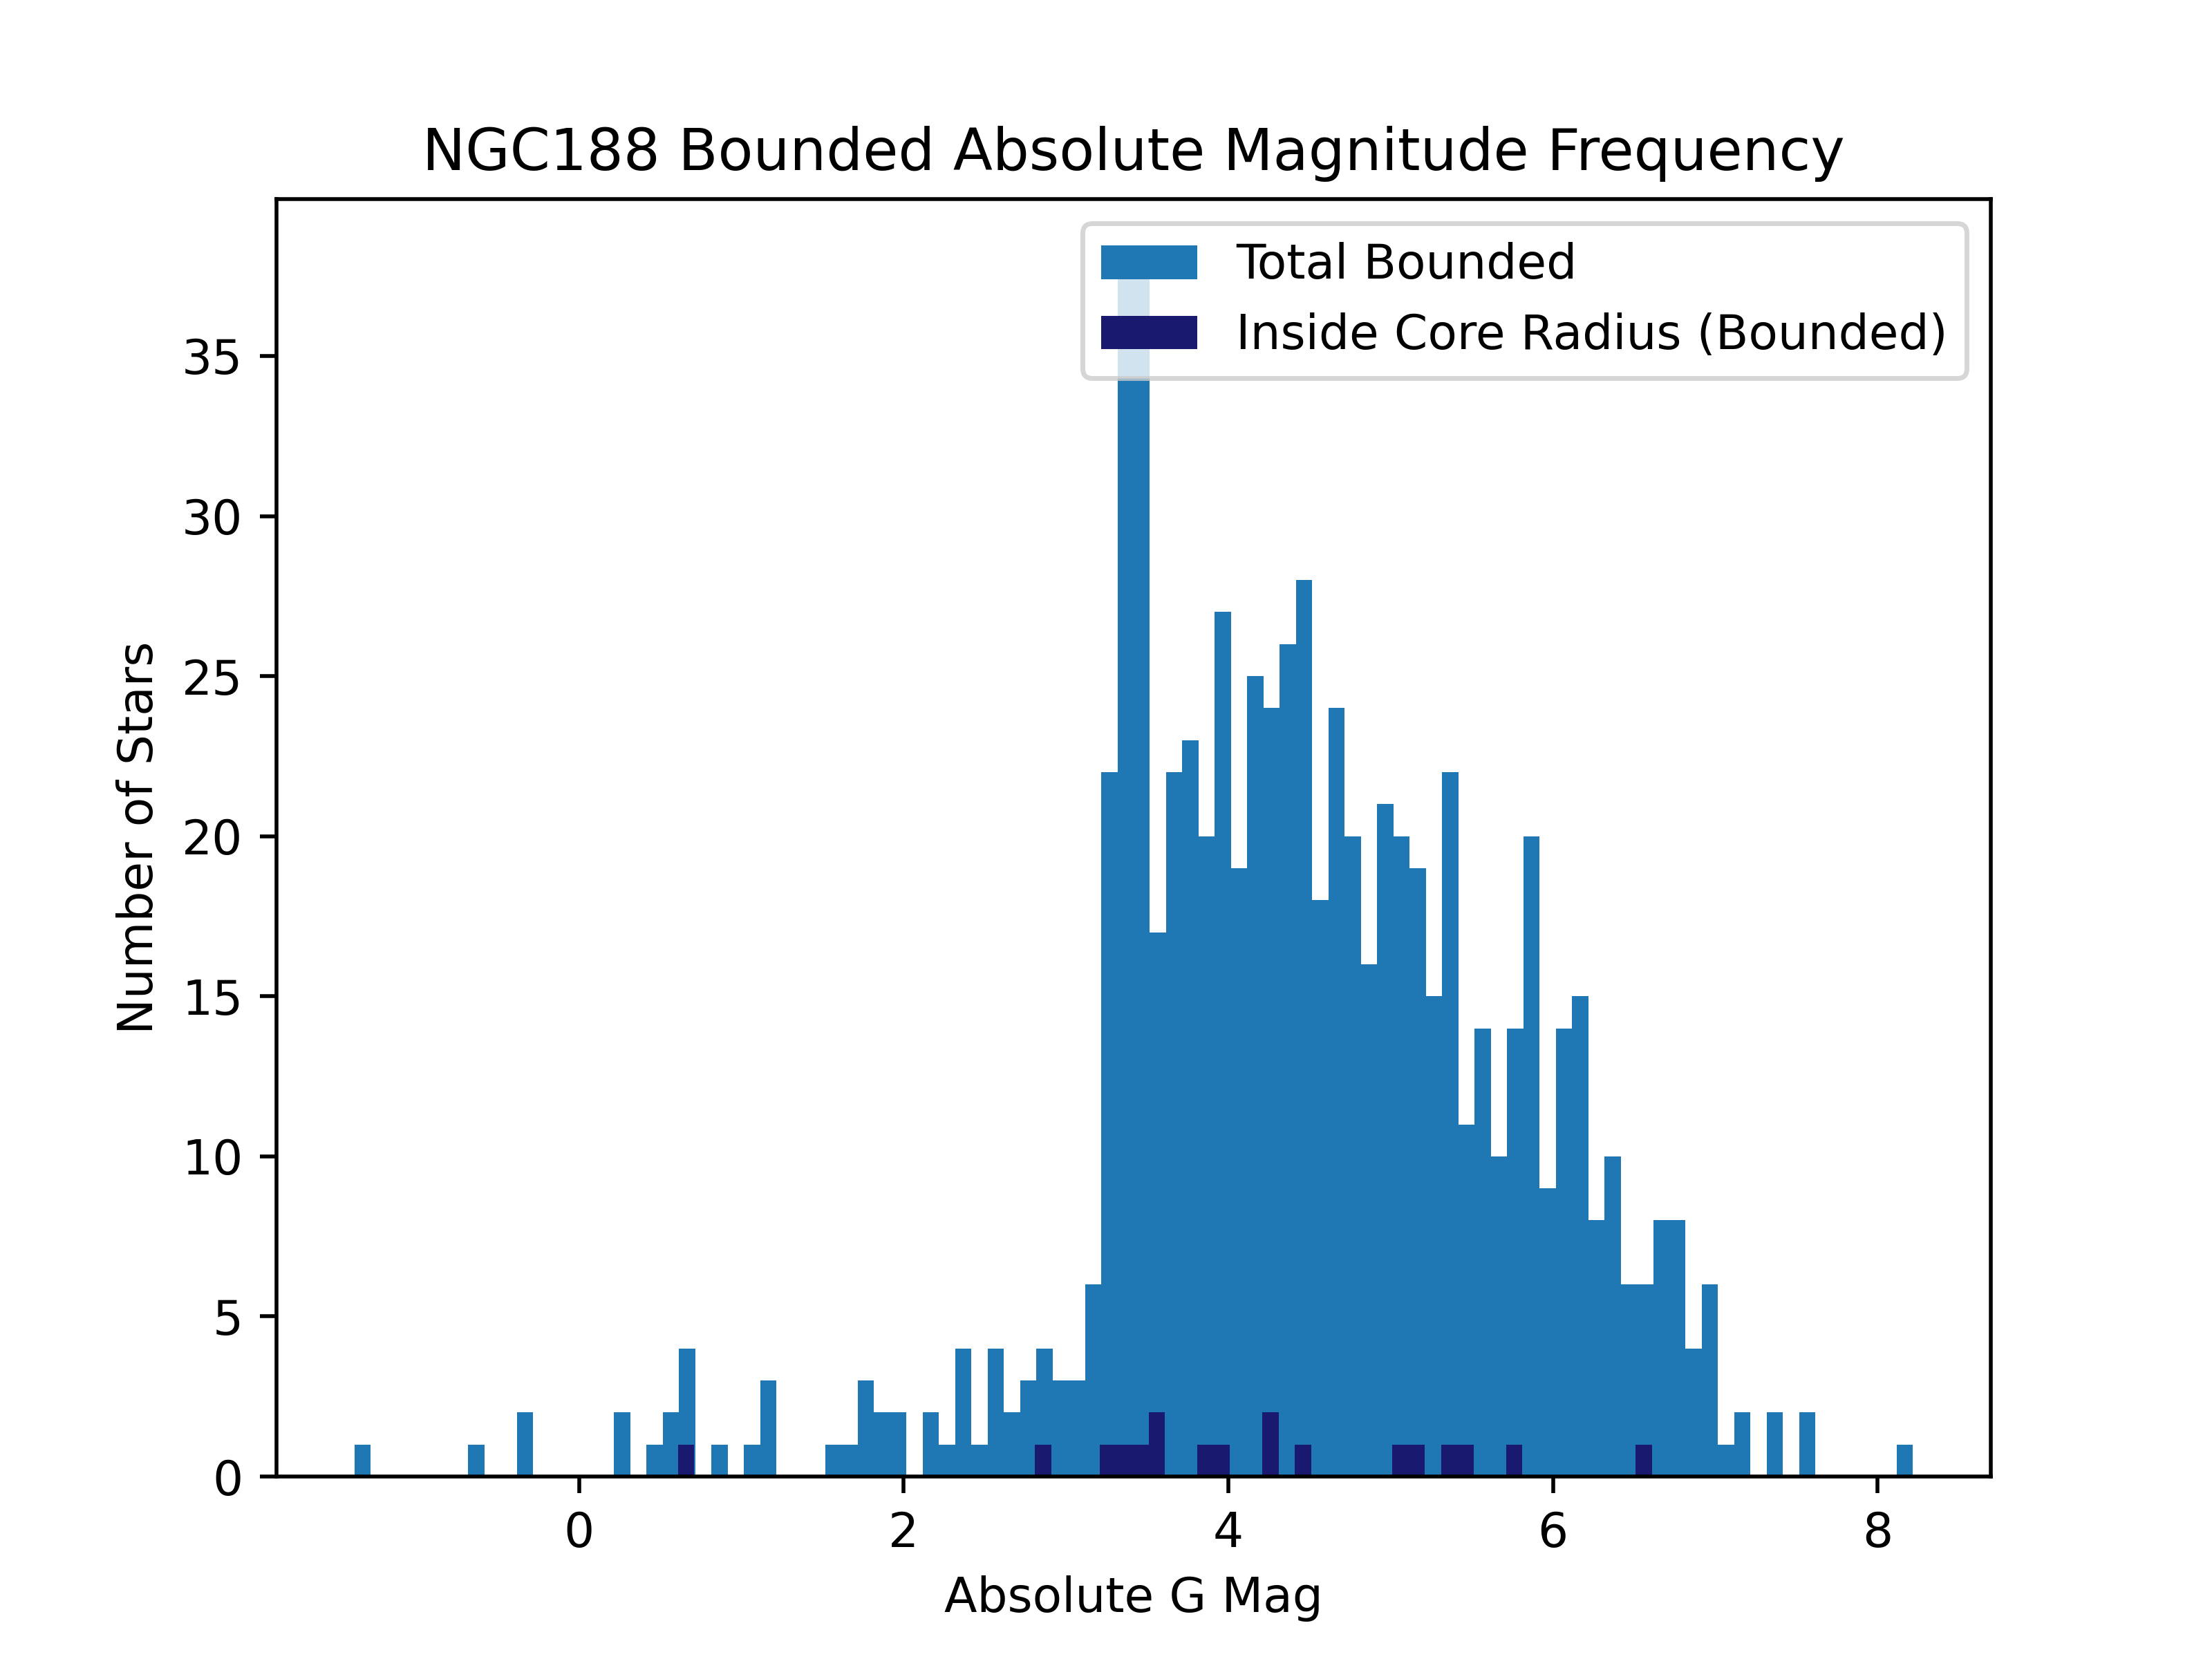 NGC188 Bounded Absolute Magnitude Frequency
Total Bounded
Inside Core Radius (Bounded)
35
30
25
20
15
10
5
0
Number of Stars
0 2 4 6 8
Absolute G Mag